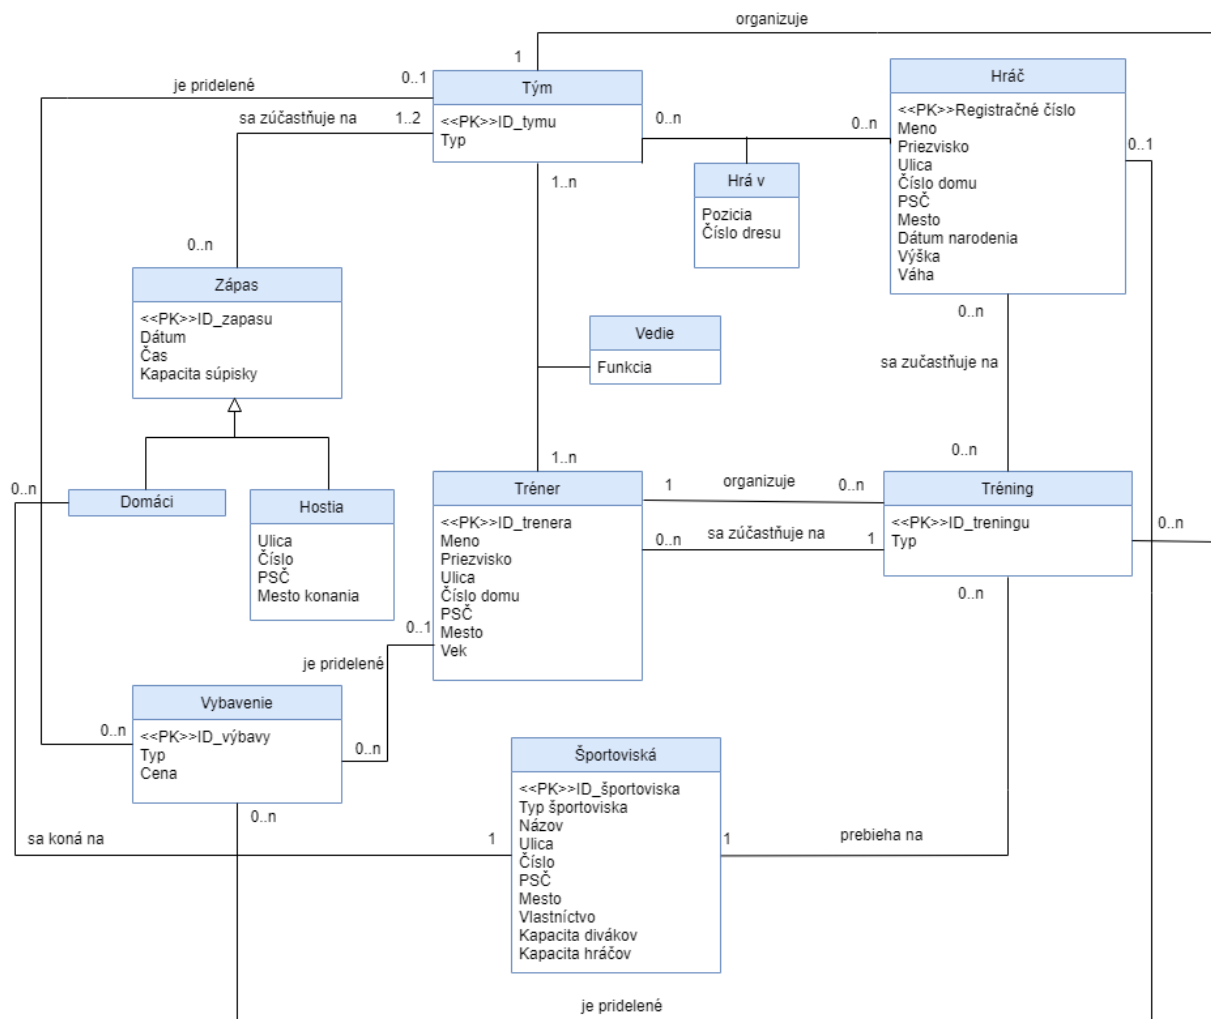 organizuje
1
Tým
<<PK>>ID_tymu
Typ
0..1
je pridelené
1..2
sa zúčastňuje na
0..n
0..n
Hráč
<<PK>>Registračné číslo
Meno
Priezvisko
Ulica
Číslo domu
PSČ
Mesto
Dátum narodenia
Výška
Váha
0..1
Hrá v
Pozicia
Číslo dresu
1..n
0..n
Zápas
<<PK>>ID_zapasu
Dátum
Čas
Kapacita súpisky
Vedie
Funkcia
0..n
sa zučastňuje na
0..n
1..n
0..n
Domáci
Hostia
Ulica
Číslo
PSČ
Mesto konania
Tréner
<<PK>>ID_trenera
Meno
Priezvisko
Ulica
Číslo domu
PSČ
Mesto
Vek
1
organizuje
0..n
0..n
sa zúčastňuje na
1
Tréning
<<PK>>ID_treningu
Typ
0..n
0..n
0..1
je pridelené
Vybavenie
<<PK>>ID_výbavy
Typ
Cena
0..n
0..n
0..n
Športoviská
<<PK>>ID_športoviska
Typ športoviska
Názov
Ulica
Číslo
PSČ
Mesto
Vlastníctvo
Kapacita divákov
Kapacita hráčov
sa koná na
1
1
prebieha na
je pridelené